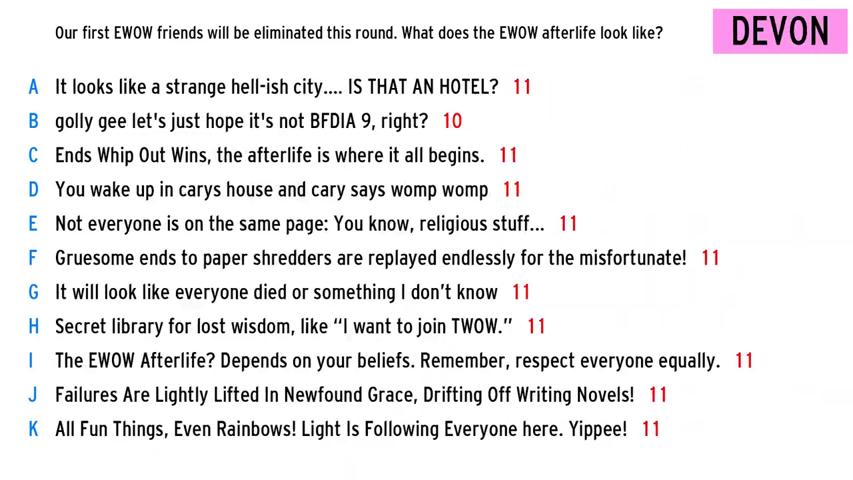 Our first EWOW friends will be eliminated this round. What does the EWOW afterlife look like?
DEVON
A It looks like a strange hell-ish city.... IS THAT AN HOTEL? 11
B golly gee let's just hope it's not BFDIA 9, right? 10
C Ends Whip Out Wins, the afterlife is where it all begins. 11
D You wake up in carys house and cary says womp womp 11
E Not everyone is on the same page: You know, religious stuff... 11
F Gruesome ends to paper shredders are replayed endlessly for the misfortunate! 11
G It will look like everyone died or something I don’t know 11
H Secret library for lost wisdom, like “I want to join TWOW.” 11
I The EWOW Afterlife? Depends on your beliefs. Remember, respect everyone equally. 11
J Failures Are Lightly Lifted In Newfound Grace, Drifting Off Writing Novels! 11
K All Fun Things, Even Rainbows! Light Is Following Everyone here. Yippee! 11